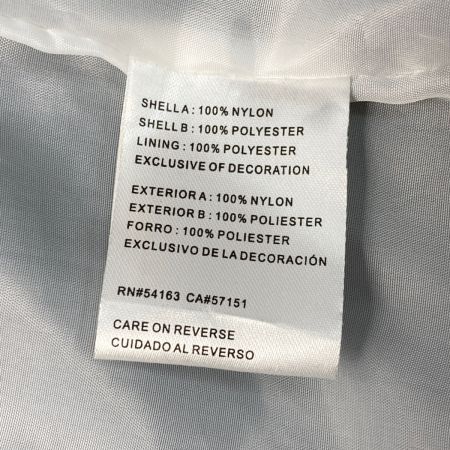 SHELL A : 100% NYLON
SHELL B : 100% POLYESTER
LINING : 100% POLYESTER
EXCLUSIVE OF DECORATION
EXTERIOR A : 100% NYLON
EXTERIOR B : 100% POLIESTER
FORRO : 100% POLIESTER
EXCLUSIVO DE LA DECORACIÓN
RN#54163 CA#57151
CARE ON REVERSE
CUIDADO AL REVERSO